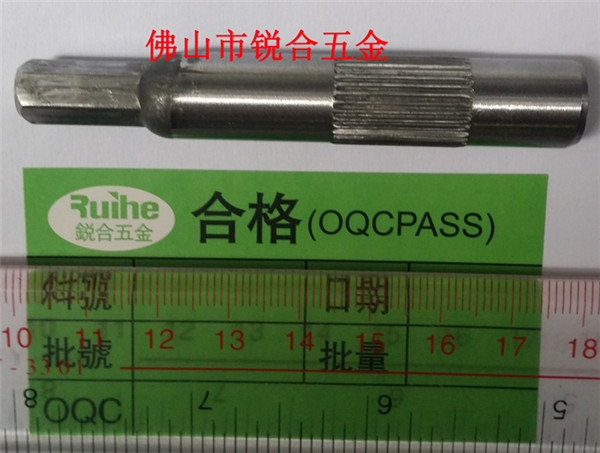 佛山市锐合五金
Ruihe
鋭合五金
合格(OQCPASS)
料號 日期
10 11 12 13 14 15 16 17 18
批號 批量
8 7 6 5
OQC